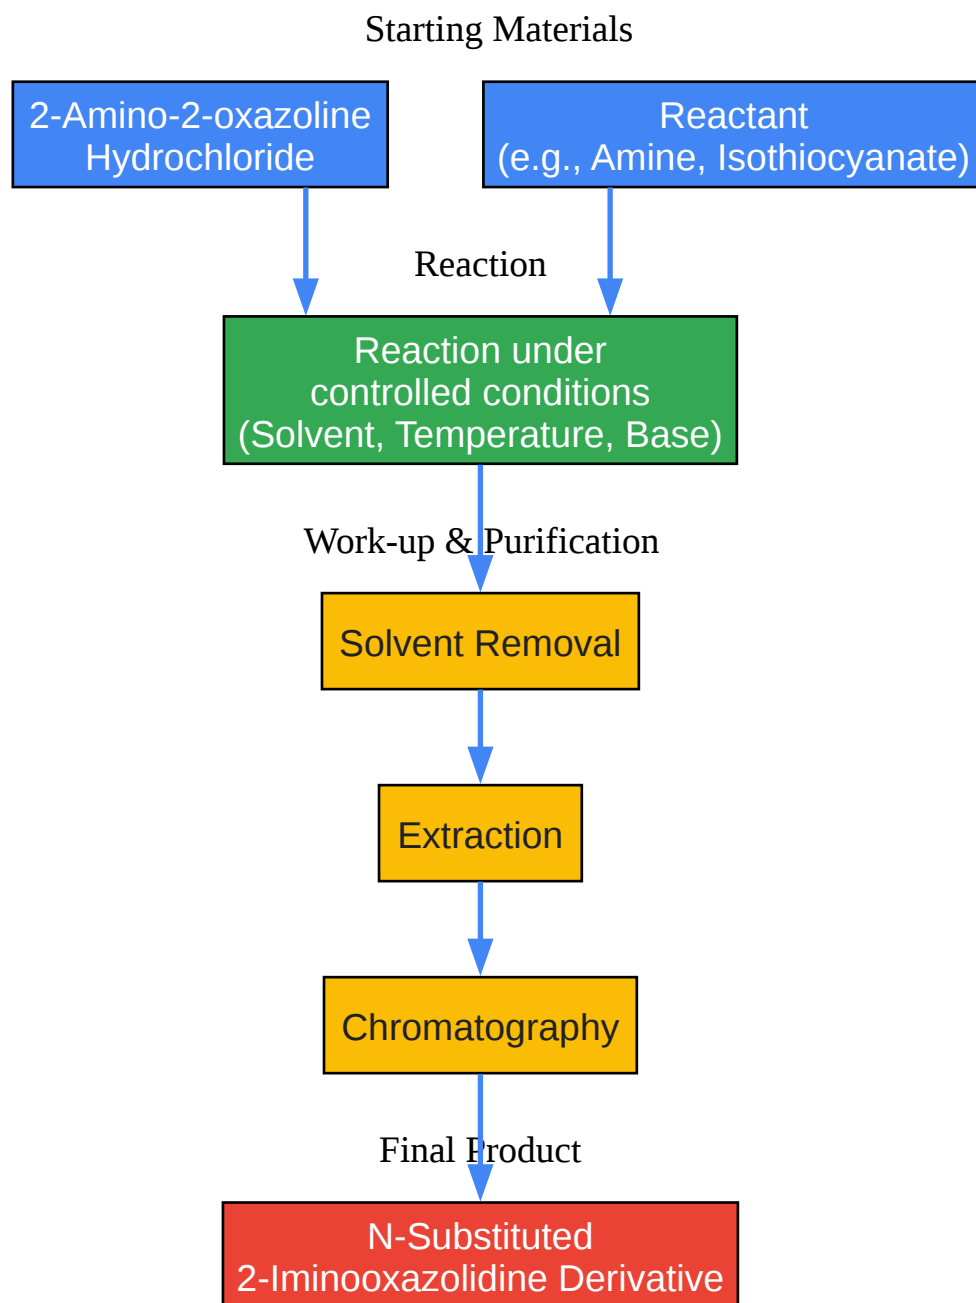 Starting Materials
2-Amino-2-oxazoline
Hydrochloride
Reactant
(e.g., Amine, Isothiocyanate)
Reaction
Reaction under
controlled conditions
(Solvent, Temperature, Base)
Work-up & Purification
Solvent Removal
Extraction
Chromatography
Final Product
N-Substituted
2-Iminooxazolidine Derivative